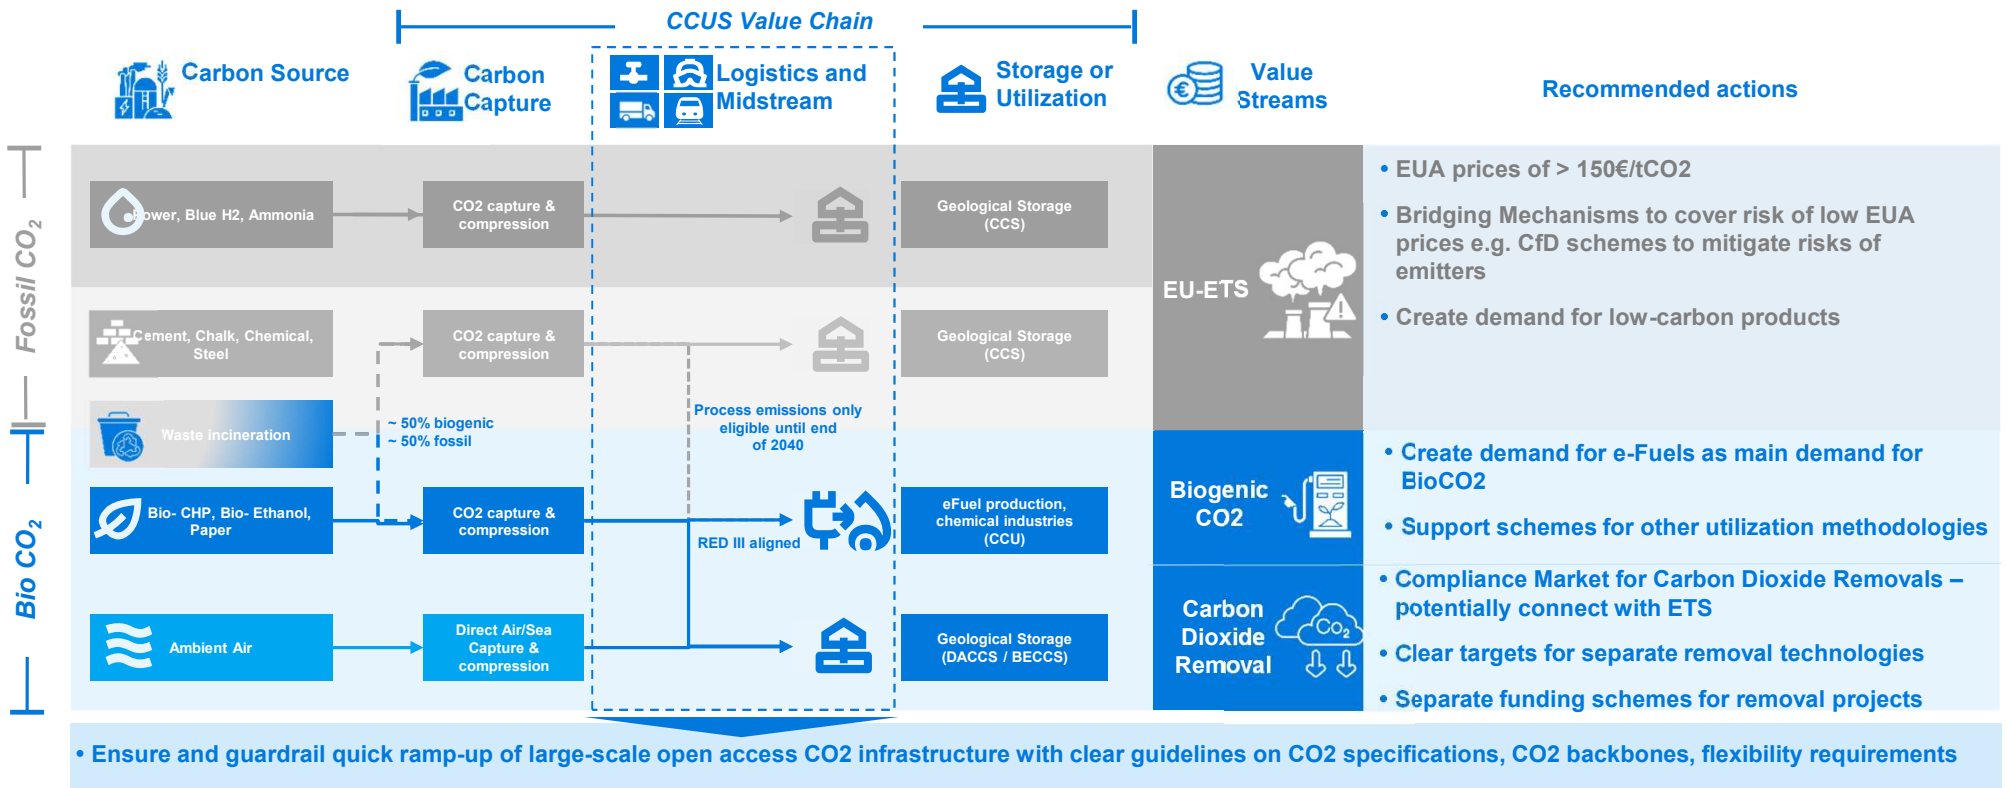 CCUS Value Chain
Carbon Source
Carbon
Capture
Logistics and
Midstream
Storage or
Utilization
Value
Streams
Recommended actions
Fossil CO2
Power, Blue H2, Ammonia
CO2 capture &
compression
Geological Storage
(CCS)
Cement, Chalk, Chemical,
Steel
CO2 capture &
compression
Geological Storage
(CCS)
Waste incineration
~ 50% biogenic
~ 50% fossil
Process emissions only
eligible until end
of 2040
EU-ETS
• EUA prices of > 150€/tCO2
• Bridging Mechanisms to cover risk of low EUA
prices e.g. CfD schemes to mitigate risks of
emitters
• Create demand for low-carbon products
Bio CO2
Bio- CHP, Bio- Ethanol,
Paper
CO2 capture &
compression
RED III aligned
eFuel production,
chemical industries
(CCU)
Biogenic
CO2
• Create demand for e-Fuels as main demand for
BioCO2
• Support schemes for other utilization methodologies
Ambient Air
Direct Air/Sea
Capture &
compression
Geological Storage
(DACCS / BECCS)
Carbon
Dioxide
Removal
CO2
• Compliance Market for Carbon Dioxide Removals –
potentially connect with ETS
• Clear targets for separate removal technologies
• Separate funding schemes for removal projects
• Ensure and guardrail quick ramp-up of large-scale open access CO2 infrastructure with clear guidelines on CO2 specifications, CO2 backbones, flexibility requirements